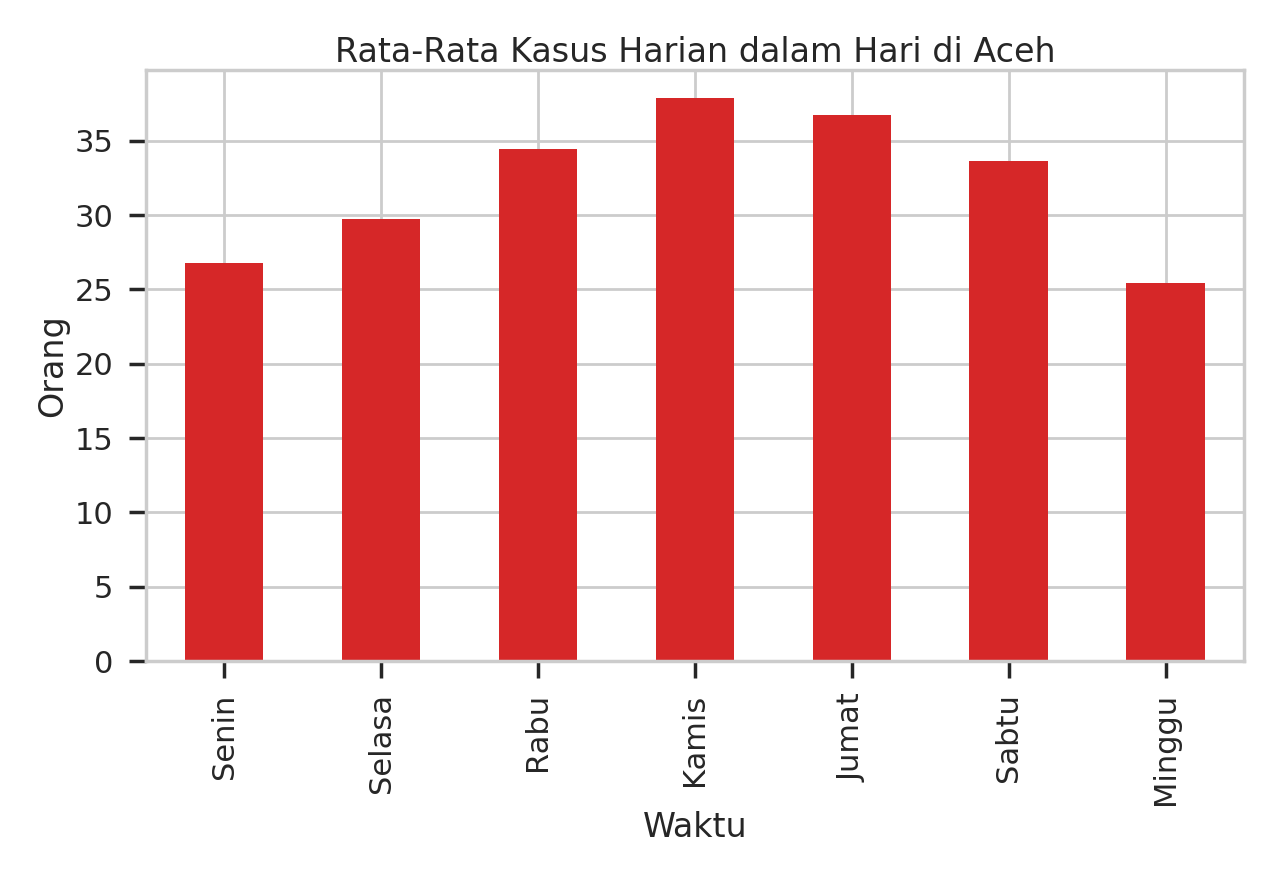 Rata-Rata Kasus Harian dalam Hari di Aceh
Orang
35
30
25
20
15
10
5
0
Senin
Selasa
Rabu
Kamis
Jumat
Sabtu
Minggu
Waktu